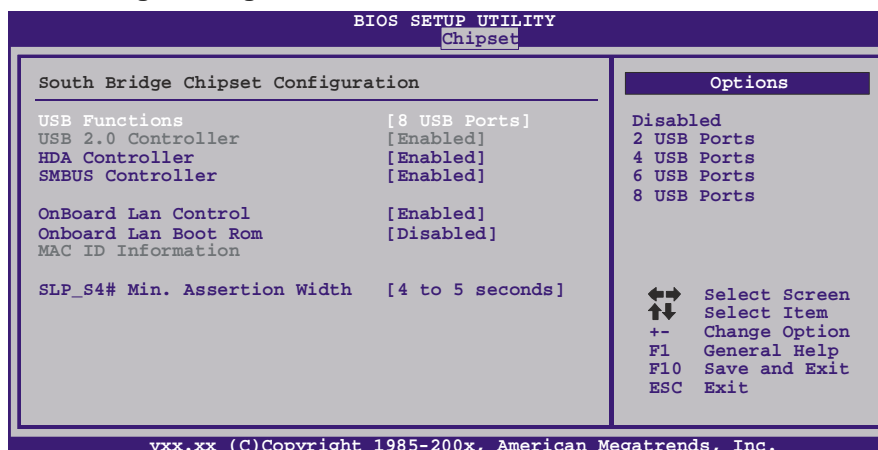 BIOS SETUP UTILITY
Chipset
South Bridge Chipset Configuration
USB Functions [8 USB Ports]
USB 2.0 Controller [Enabled]
HDA Controller [Enabled]
SMBUS Controller [Enabled]
OnBoard Lan Control [Enabled]
Onboard Lan Boot Rom [Disabled]
MAC ID Information
SLP_S4# Min. Assertion Width [4 to 5 seconds]
Options
Disabled
2 USB Ports
4 USB Ports
6 USB Ports
8 USB Ports
Select Screen
Select Item
+- Change Option
F1 General Help
F10 Save and Exit
ESC Exit
vxx.xx (C)Copyright 1985-200x, American Megatrends, Inc.